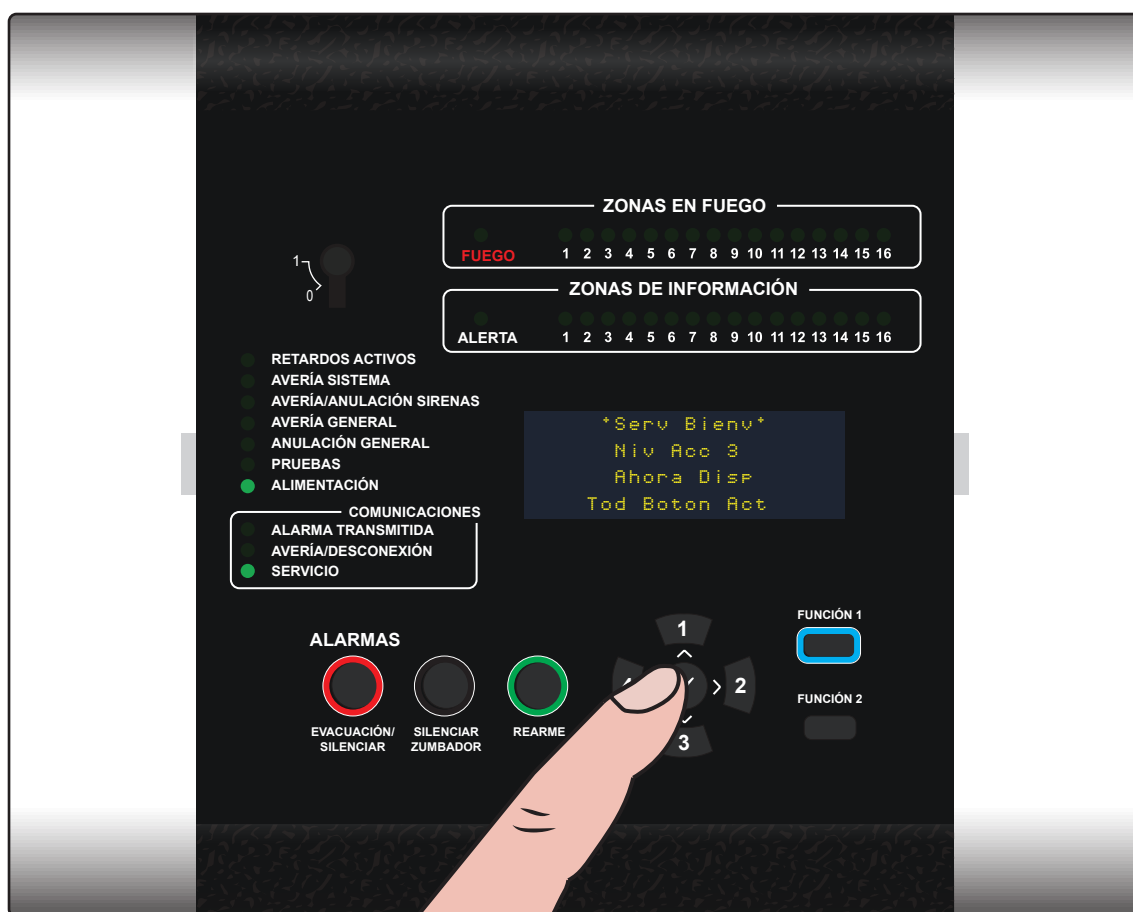 ZONAS EN FUEGO
FUEGO 1 2 3 4 5 6 7 8 9 10 11 12 13 14 15 16
ZONAS DE INFORMACIÓN
ALERTA 1 2 3 4 5 6 7 8 9 10 11 12 13 14 15 16
1
0
RETARDOS ACTIVOS
AVERÍA SISTEMA
AVERÍA/ANULACIÓN SIRENAS
AVERÍA GENERAL
ANULACIÓN GENERAL
PRUEBAS
ALIMENTACIÓN
COMUNICACIONES
ALARMA TRANSMITIDA
AVERÍA/DESCONEXIÓN
SERVICIO
*Serv Bienv*
Niv Acc 3
Ahora Disp
Tod Boton Act
ALARMAS
EVACUACIÓN/
SILENCIAR
SILENCIAR
ZUMBADOR
REARME
1
2
3
FUNCIÓN 1
FUNCIÓN 2